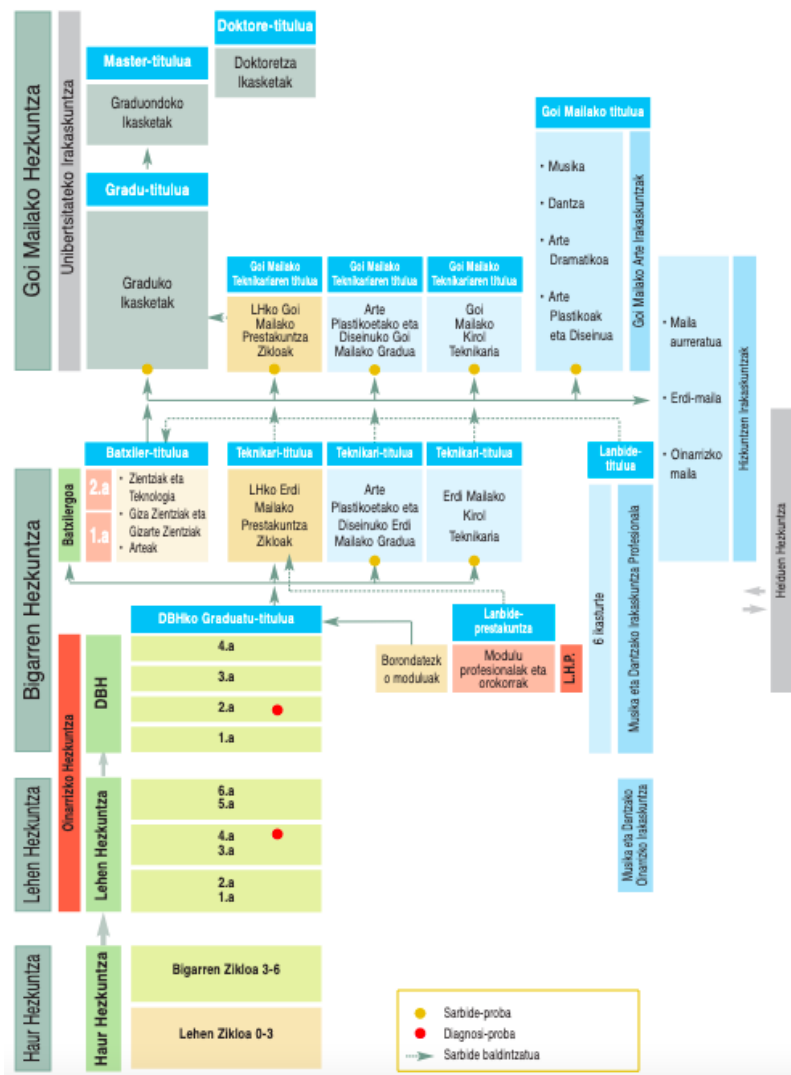 Doktore-titulua
Doktoretza
Ikasketak
Master-titulua
Graduondoko
Ikasketak
Gradu-titulua
Graduko
Ikasketak
Goi Mailako Hezkuntza
Unibertsitateko Irakaskuntza
Goi Mailako
Teknikariaren titulua
LHko Goi
Mailako
Prestakuntza
Zikloak
Goi Mailako
Teknikariaren titulua
Arte
Plastikoetako eta
Diseinuko Goi
Mailako Gradua
Goi Mailako
Teknikariaren titulua
Goi
Mailako
Kirol
Teknikaria
Goi Mailako titulua
• Musika
• Dantza
• Arte
Dramatikoa
• Arte
Plastikoak
eta Diseinua
Goi Mailako Arte Irakaskuntzak
• Maila
aurreratua
• Erdi-maila
• Oinarrizko
maila
Hizkuntzen Irakaskuntzak
Helduen Hezkuntza
Bigarren Hezkuntza
Batxilergoa
2.a
1.a
Batxiler-titulua
• Zientziak eta
Teknologia
• Giza Zientziak eta
Gizarte Zientziak
• Arteak
Teknikari-titulua
LHko Erdi
Mailako
Prestakuntza
Zikloak
Teknikari-titulua
Arte
Plastikoetako eta
Diseinuko Erdi
Mailako Gradua
Teknikari-titulua
Erdi Mailako
Kirol
Teknikaria
Lanbide-
titulua
6 ikasturte
Musika eta Dantzako Irakaskuntza Profesionala
DBHko Graduatu-titulua
4.a
3.a
2.a
1.a
DBH
Oinarrizko Hezkuntza
Borondatezk
o moduluak
Lanbide-
prestakuntza
Modulu
profesionalak eta
orokorrak
L.H.P.
Lehen Hezkuntza
Lehen Hezkuntza
6.a
5.a
4.a
3.a
2.a
1.a
Musika eta Dantzako
Oinarrizko Irakaskuntza
Haur Hezkuntza
Haur Hezkuntza
Bigarren Zikloa 3-6
Lehen Zikloa 0-3
Sarbide-proba
Diagnosi-proba
Sarbide baldintzatua